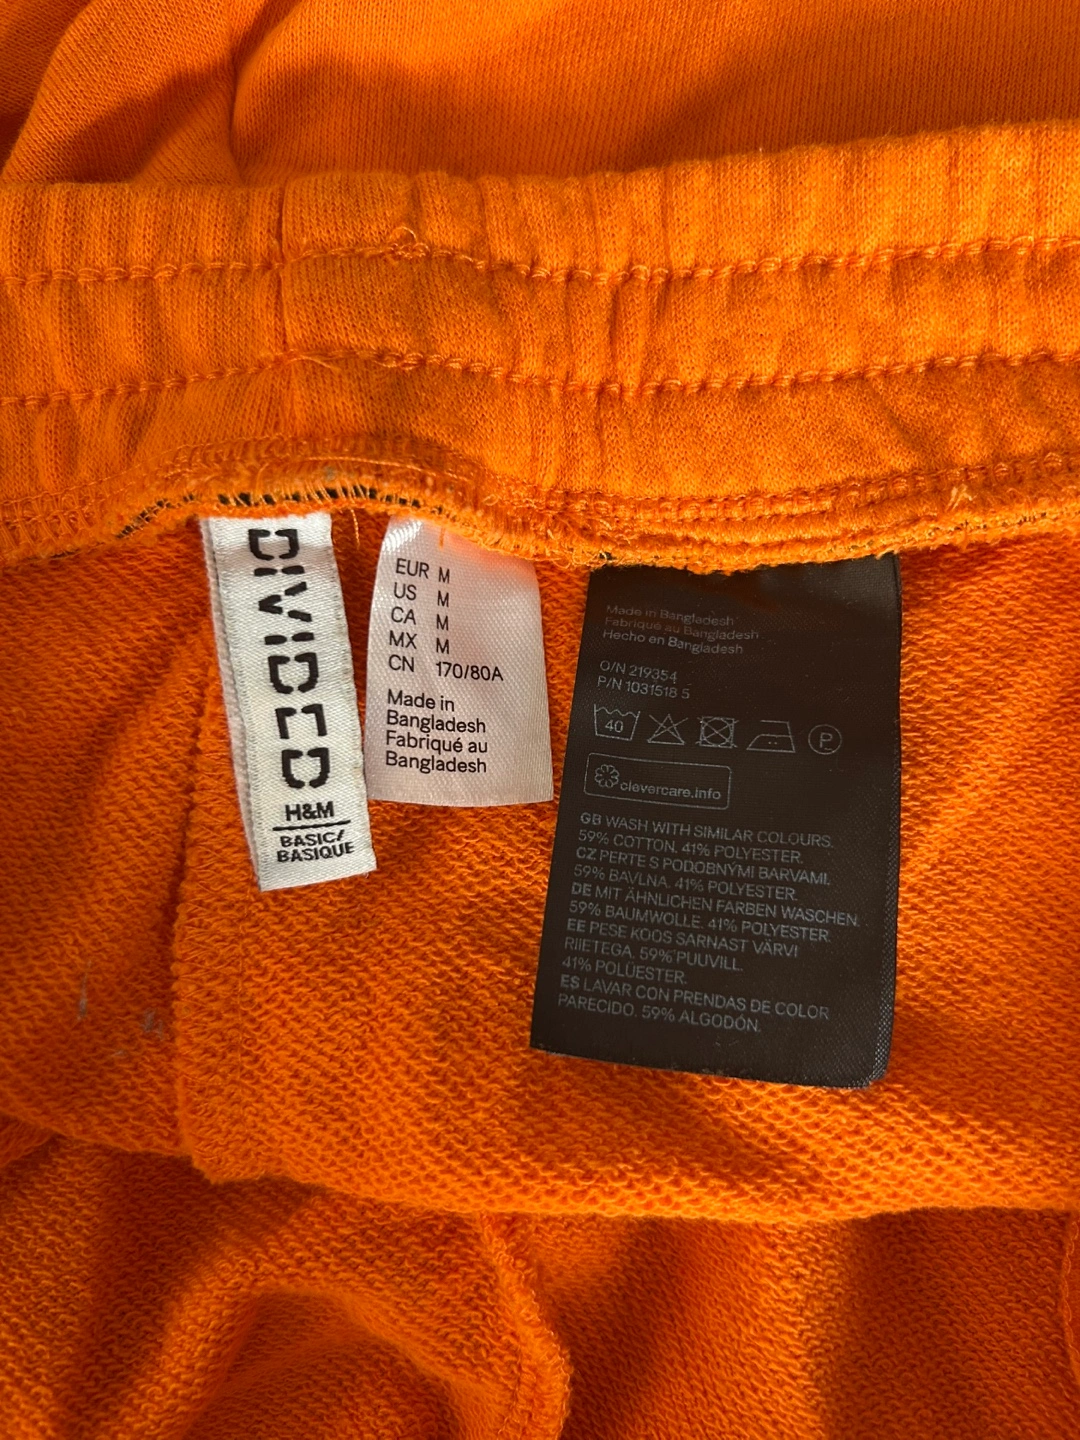 DIVIDED
H&M
BASIC/
BASIQUE
EUR M
US M
CA M
MX M
CN 170/80A
Made in
Bangladesh
Fabriqué au
Bangladesh
Made in Bangladesh
Fabriqué au Bangladesh
Hecho en Bangladesh
O/N 219354
P/N 1031518 5
40
P
clevercare.info
GB WASH WITH SIMILAR COLOURS.
59% COTTON. 41% POLYESTER.
CZ PERTE S PODOBNÝMI BARVAMI.
59% BAVLNA. 41% POLYESTER.
DE MIT ÄHNLICHEN FARBEN WASCHEN.
59% BAUMWOLLE. 41% POLYESTER.
EE PESE KOOS SARNAST VÄRVI
RIIETEGA. 59% PUUVILL.
41% POLÜESTER.
ES LAVAR CON PRENDAS DE COLOR
PARECIDO. 59% ALGODÓN.